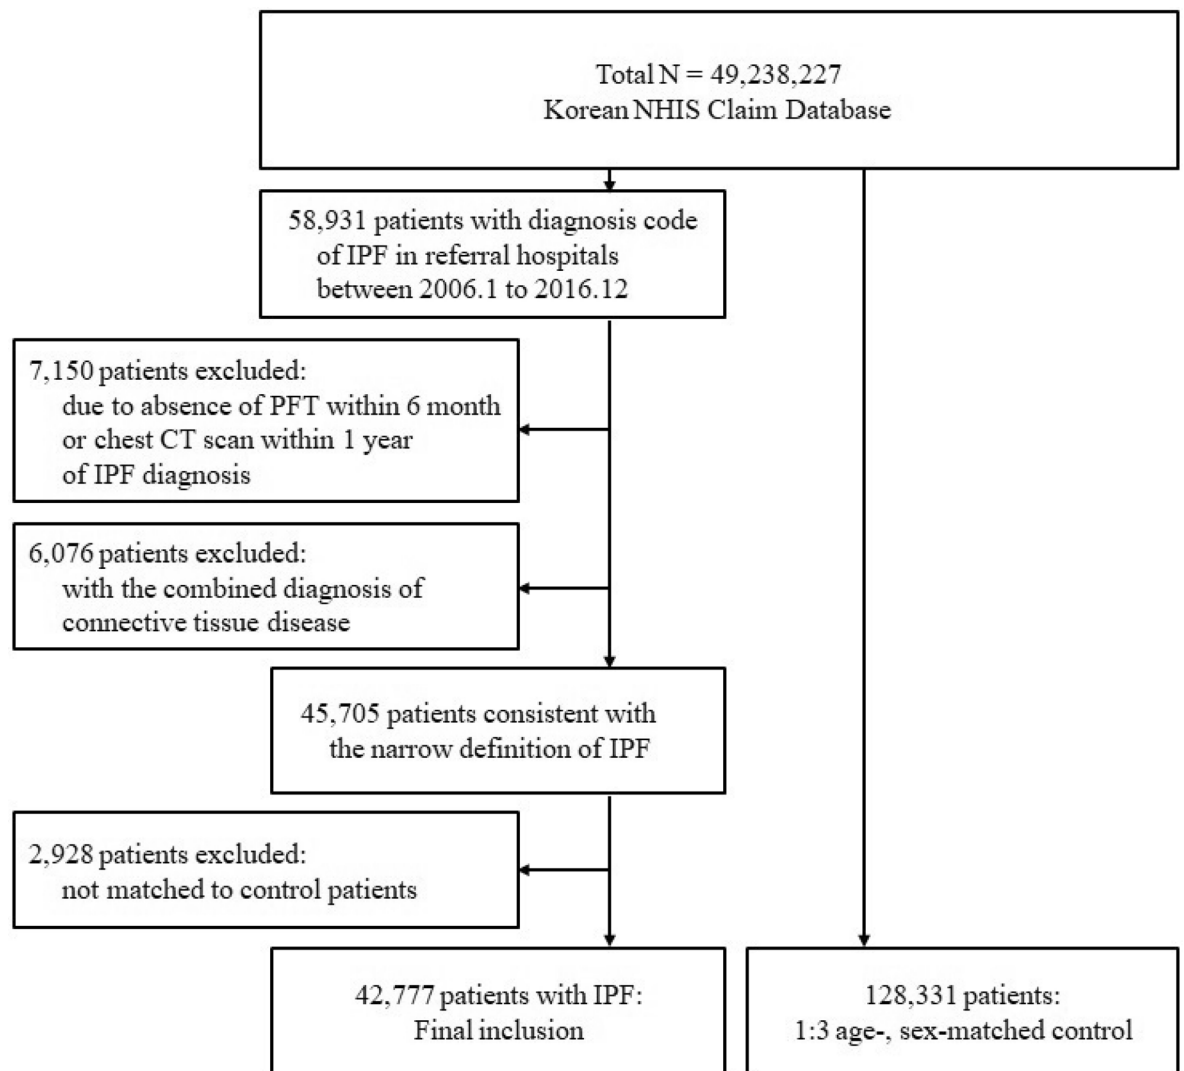 Total N = 49,238,227
Korean NHIS Claim Database
58,931 patients with diagnosis code
of IPF in referral hospitals
between 2006.1 to 2016.12
7,150 patients excluded:
due to absence of PFT within 6 month
or chest CT scan within 1 year
of IPF diagnosis
6,076 patients excluded:
with the combined diagnosis of
connective tissue disease
45,705 patients consistent with
the narrow definition of IPF
2,928 patients excluded:
not matched to control patients
42,777 patients with IPF:
Final inclusion
128,331 patients:
1:3 age-, sex-matched control